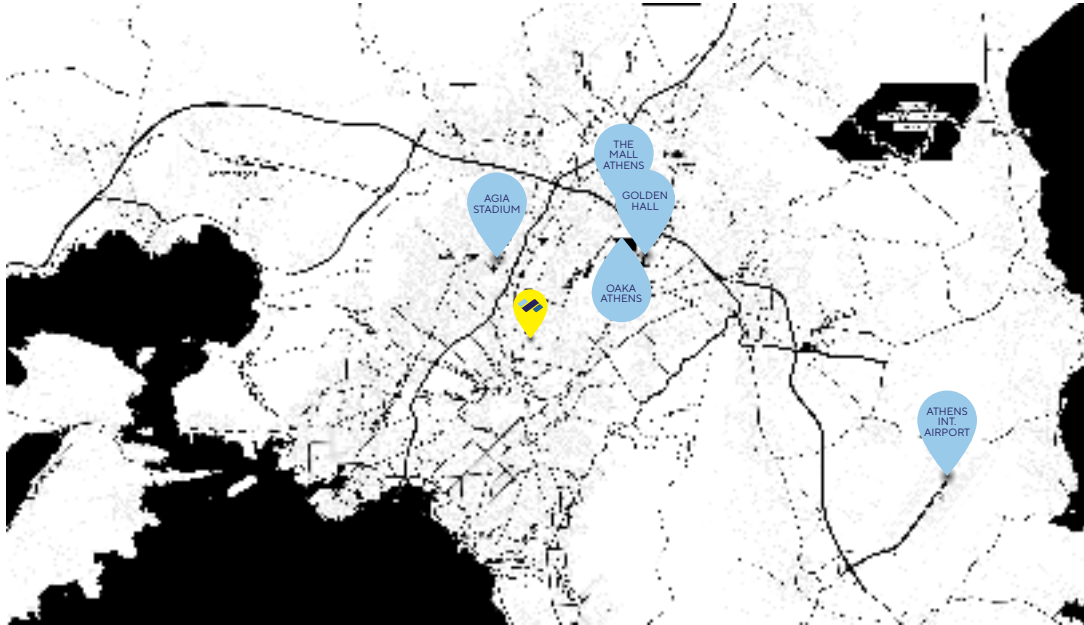 THE
MALL
ATHENS
AGIA
STADIUM
GOLDEN
HALL
OAKA
ATHENS
ATHENS
INT.
AIRPORT